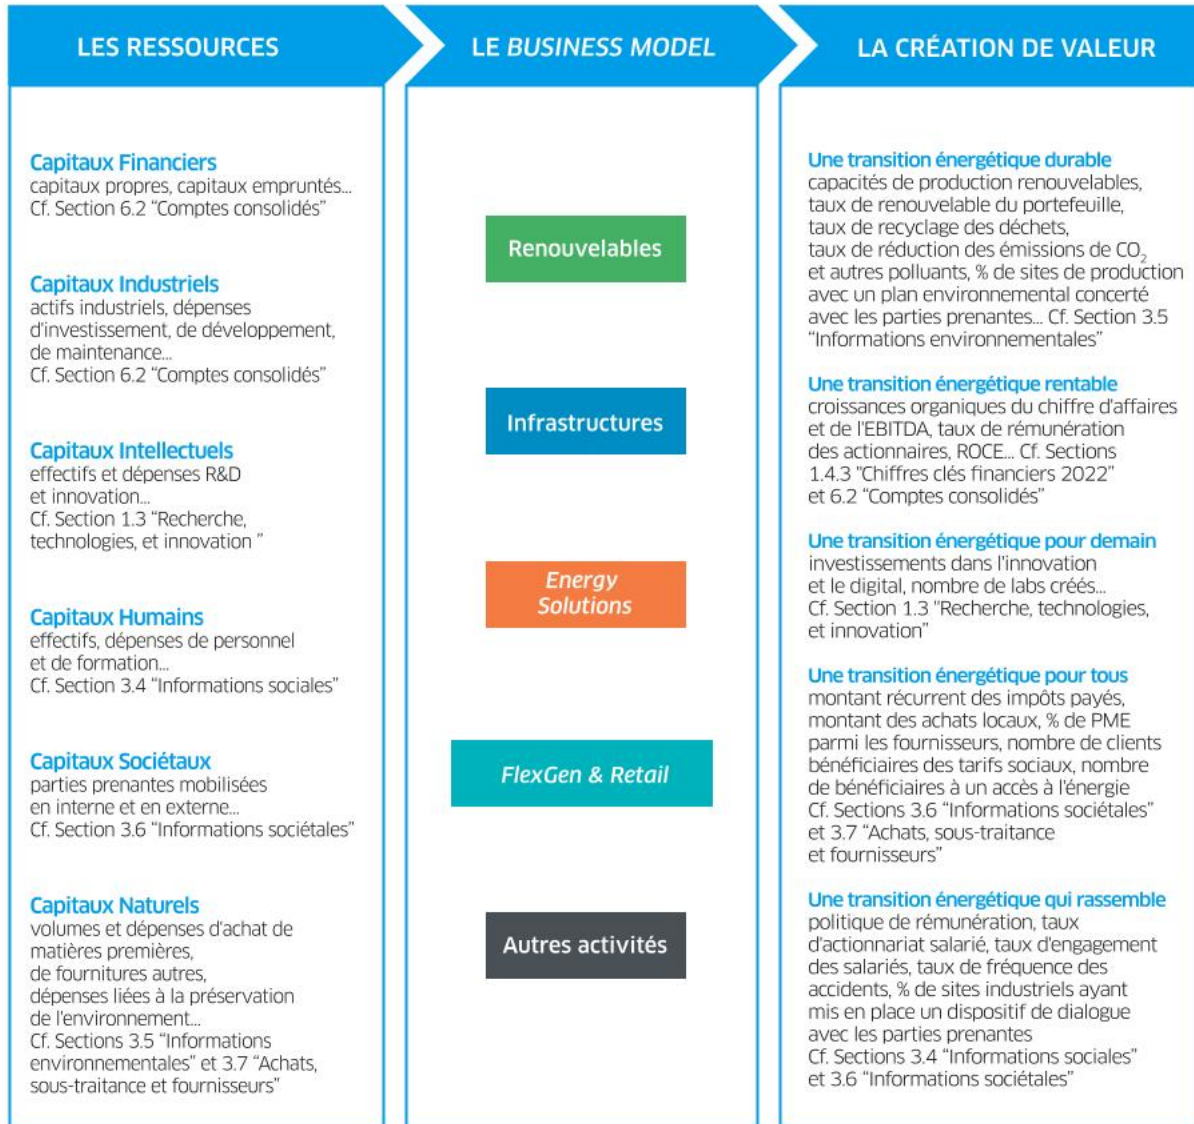 LES RESSOURCES
Capitaux Financiers
capitaux propres, capitaux empruntés...
Cf. Section 6.2 “Comptes consolidés”
Capitaux Industriels
actifs industriels, dépenses
d'investissement, de développement,
de maintenance...
Cf. Section 6.2 “Comptes consolidés”
Capitaux Intellectuels
effectifs et dépenses R&D
et innovation...
Cf. Section 1.3 “Recherche,
technologies, et innovation ”
Capitaux Humains
effectifs, dépenses de personnel
et de formation...
Cf. Section 3.4 “Informations sociales”
Capitaux Sociétaux
parties prenantes mobilisées
en interne et en externe...
Cf. Section 3.6 “Informations sociétales”
Capitaux Naturels
volumes et dépenses d'achat de
matières premières,
de fournitures autres,
dépenses liées à la préservation
de l'environnement...
Cf. Sections 3.5 “Informations
environnementales” et 3.7 “Achats,
sous-traitance et fournisseurs”
LE BUSINESS MODEL
Renouvelables
Infrastructures
Energy
Solutions
FlexGen & Retail
Autres activités
LA CRÉATION DE VALEUR
Une transition énergétique durable
capacités de production renouvelables,
taux de renouvelable du portefeuille,
taux de recyclage des déchets,
taux de réduction des émissions de CO₂
et autres polluants, % de sites de production
avec un plan environnemental concerté
avec les parties prenantes... Cf. Section 3.5
“Informations environnementales”
Une transition énergétique rentable
croissances organiques du chiffre d'affaires
et de l'EBITDA, taux de rémunération
des actionnaires, ROCE... Cf. Sections
1.4.3 "Chiffres clés financiers 2022”
et 6.2 “Comptes consolidés”
Une transition énergétique pour demain
investissements dans l'innovation
et le digital, nombre de labs créés...
Cf. Section 1.3 "Recherche, technologies,
et innovation”
Une transition énergétique pour tous
montant récurrent des impôts payés,
montant des achats locaux, % de PME
parmi les fournisseurs, nombre de clients
bénéficiaires des tarifs sociaux, nombre
de bénéficiaires à un accès à l'énergie
Cf. Sections 3.6 “Informations sociétales”
et 3.7 “Achats, sous-traitance
et fournisseurs”
Une transition énergétique qui rassemble
politique de rémunération, taux
d'actionnariat salarié, taux d'engagement
des salariés, taux de fréquence des
accidents, % de sites industriels ayant
mis en place un dispositif de dialogue
avec les parties prenantes
Cf. Sections 3.4 “Informations sociales”
et 3.6 “Informations sociétales”